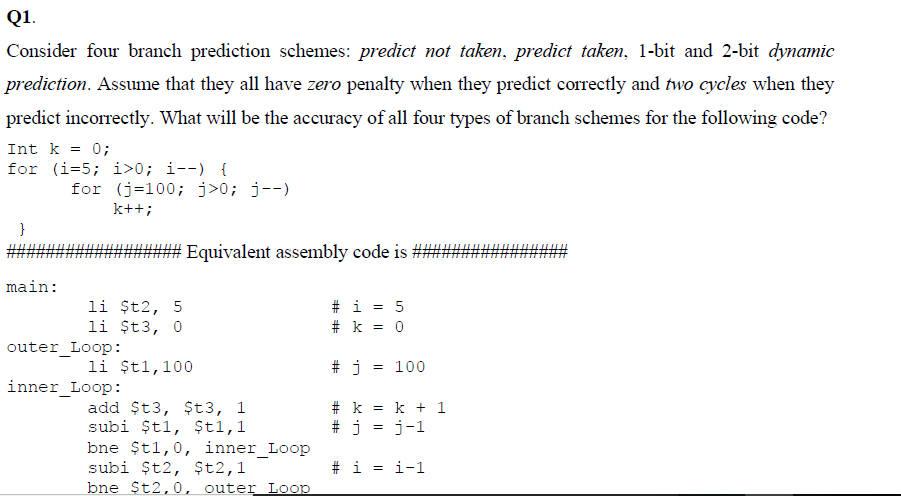 Q1.
Consider four branch prediction schemes: predict not taken, predict taken, 1-bit and 2-bit dynamic
prediction. Assume that they all have zero penalty when they predict correctly and two cycles when they
predict incorrectly. What will be the accuracy of all four types of branch schemes for the following code?
Int k = 0;
for (i=5; i>0; i--) {
for (j=100; j>0; j--)
k++;
}
################## Equivalent assembly code is ################
main:
li $t2, 5 # i = 5
li $t3, 0 # k = 0
outer_Loop:
li $t1,100 # j = 100
inner_Loop:
add $t3, $t3, 1 # k = k + 1
subi $t1, $t1,1 # j = j-1
bne $t1,0, inner_Loop
subi $t2, $t2,1 # i = i-1
bne $t2,0, outer Loop